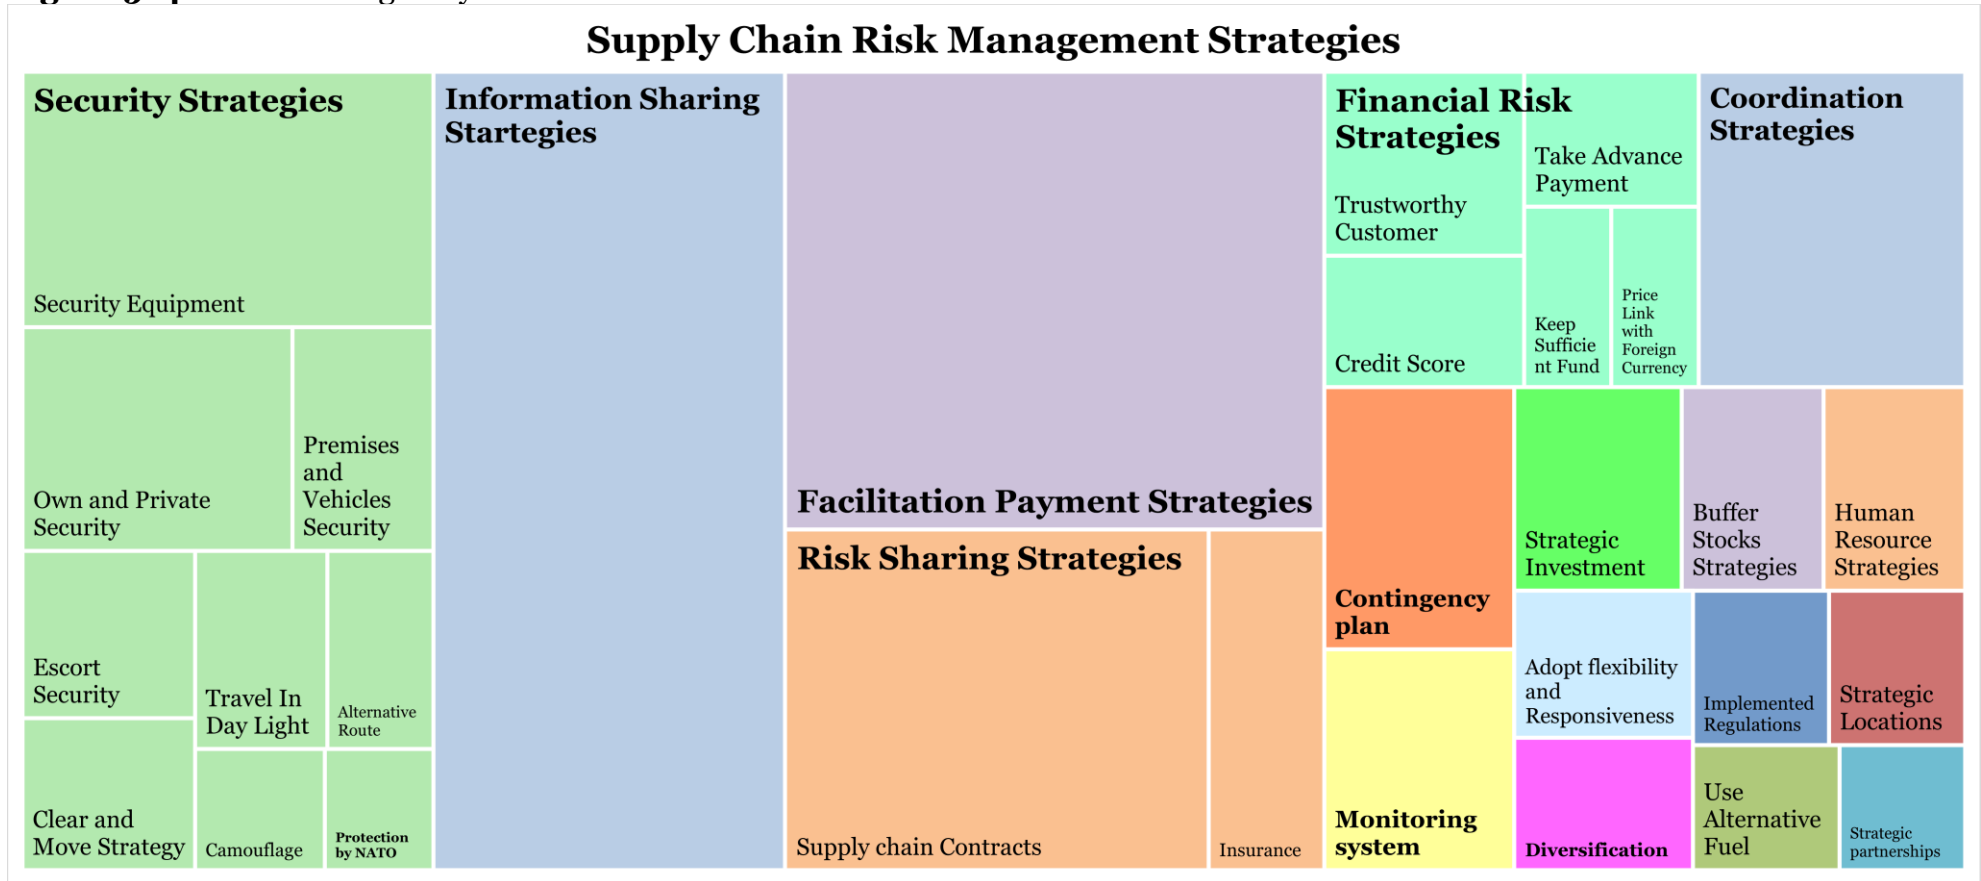 Supply Chain Risk Management Strategies
Security Strategies
Security Equipment
Own and Private
Security
Premises
and
Vehicles
Security
Escort
Security
Travel In
Day Light
Alternative
Route
Clear and
Move Strategy
Camouflage
Protection
by NATO
Information Sharing
Startegies
Facilitation Payment Strategies
Risk Sharing Strategies
Supply chain Contracts
Insurance
Financial Risk
Strategies
Trustworthy
Customer
Take Advance
Payment
Credit Score
Keep
Sufficie
nt Fund
Price
Link
with
Foreign
Currency
Coordination
Strategies
Contingency
plan
Monitoring
system
Strategic
Investment
Buffer
Stocks
Strategies
Human
Resource
Strategies
Adopt flexibility
and
Responsiveness
Implemented
Regulations
Strategic
Locations
Diversification
Use
Alternative
Fuel
Strategic
partnerships